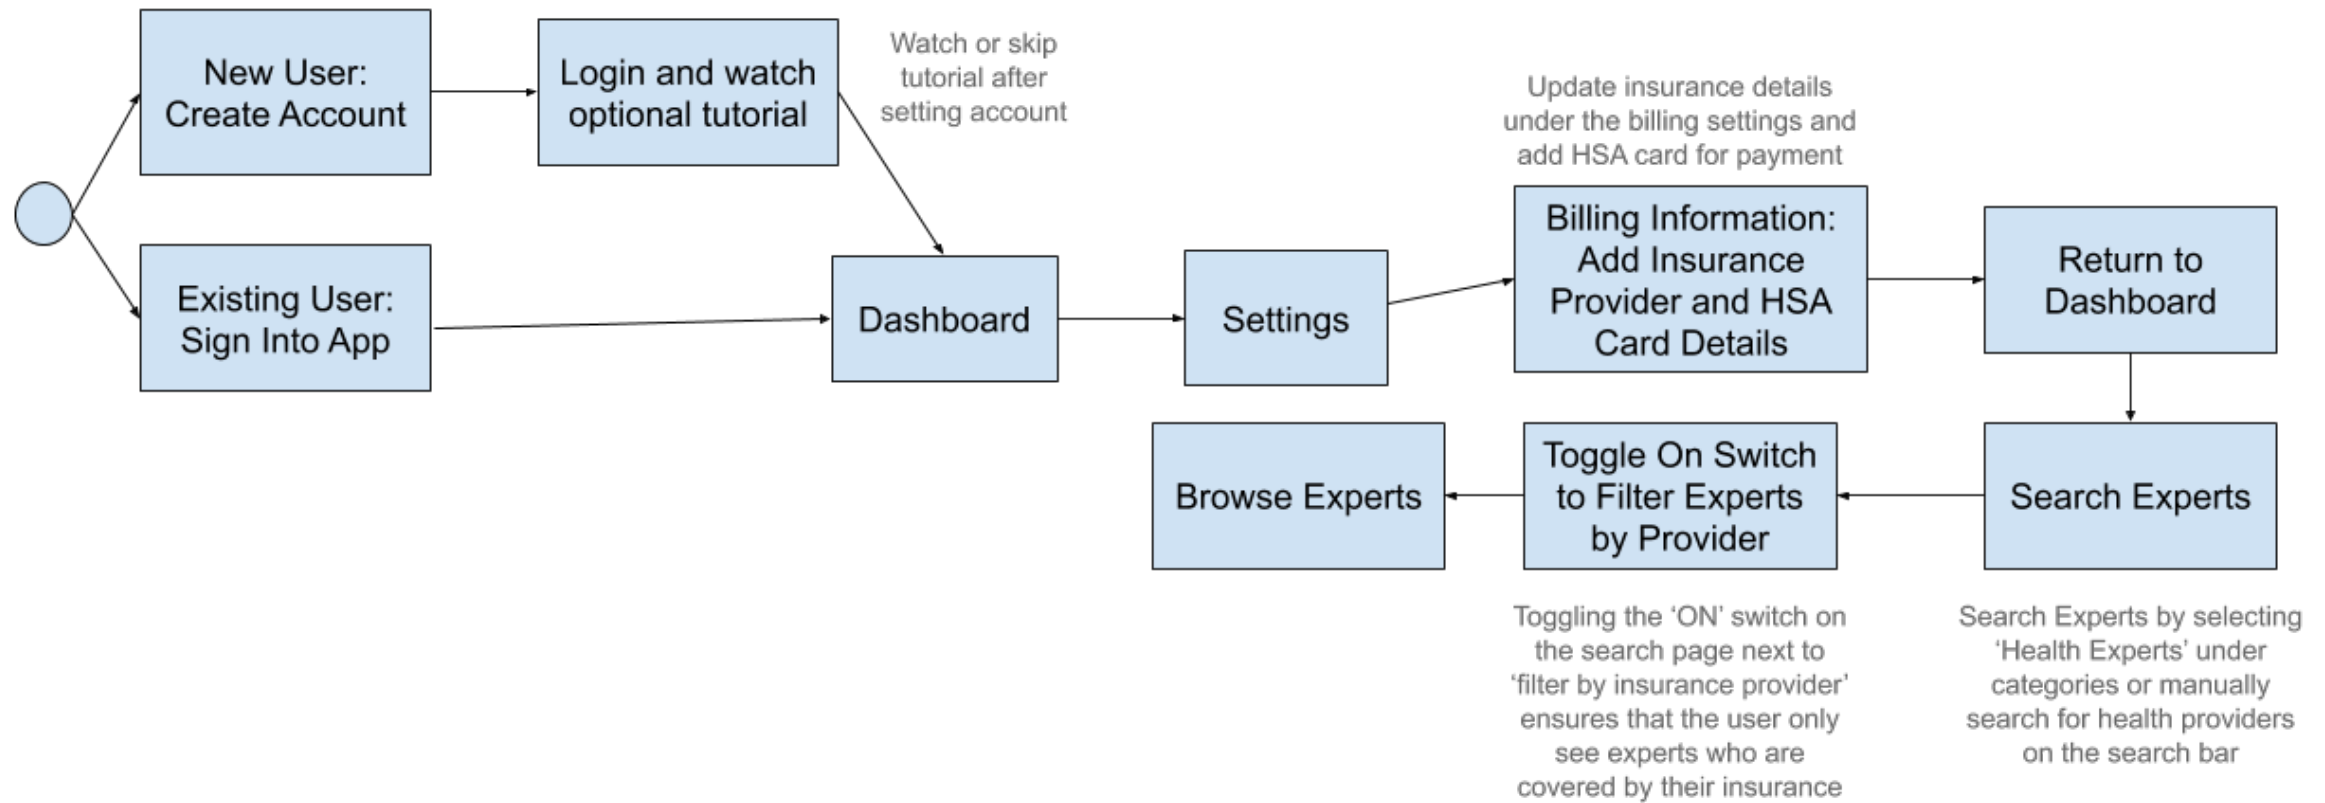 New User:
Create Account
Login and watch
optional tutorial
Watch or skip
tutorial after
setting account
Existing User:
Sign Into App
Dashboard
Settings
Update insurance details
under the billing settings and
add HSA card for payment
Billing Information:
Add Insurance
Provider and HSA
Card Details
Return to
Dashboard
Search Experts
Search Experts by selecting
‘Health Experts’ under
categories or manually
search for health providers
on the search bar
Toggle On Switch
to Filter Experts
by Provider
Toggling the ‘ON’ switch on
the search page next to
‘filter by insurance provider’
ensures that the user only
see experts who are
covered by their insurance
Browse Experts